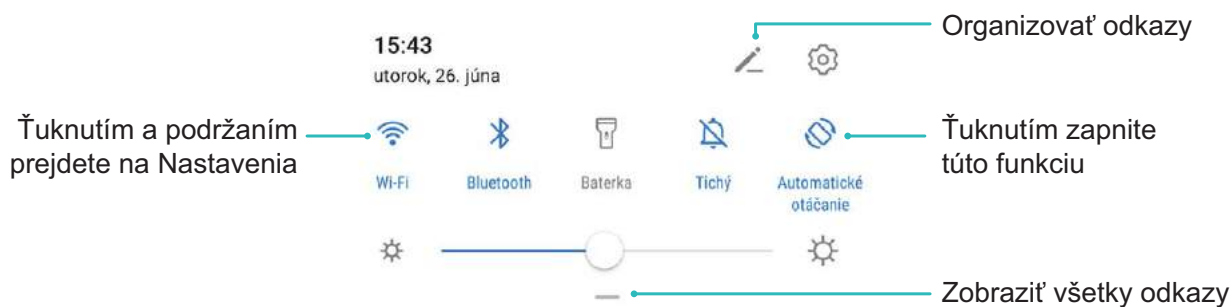 Organizovať odkazy
15:43
utorok, 26. júna
Ťuknutím a podržaním
prejdete na Nastavenia
Ťuknutím zapnite
túto funkciu
Wi-Fi
Bluetooth
Baterka
Tichý
Automatické
otáčanie
Zobraziť všetky odkazy